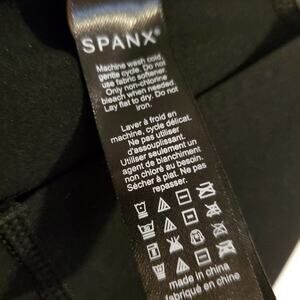 SPANX®
Machine wash cold,
gentle cycle. Do not
use fabric softener.
Only non-chlorine
bleach when needed.
Lay flat to dry. Do not
iron.
Laver à froid en
machine, cycle délicat.
Ne pas utiliser
d'assouplissant.
Utiliser seulement un
agent de blanchiment
non chloré au besoin.
Sécher à plat. Ne pas
repasser.
made in china
fabriqué en chine